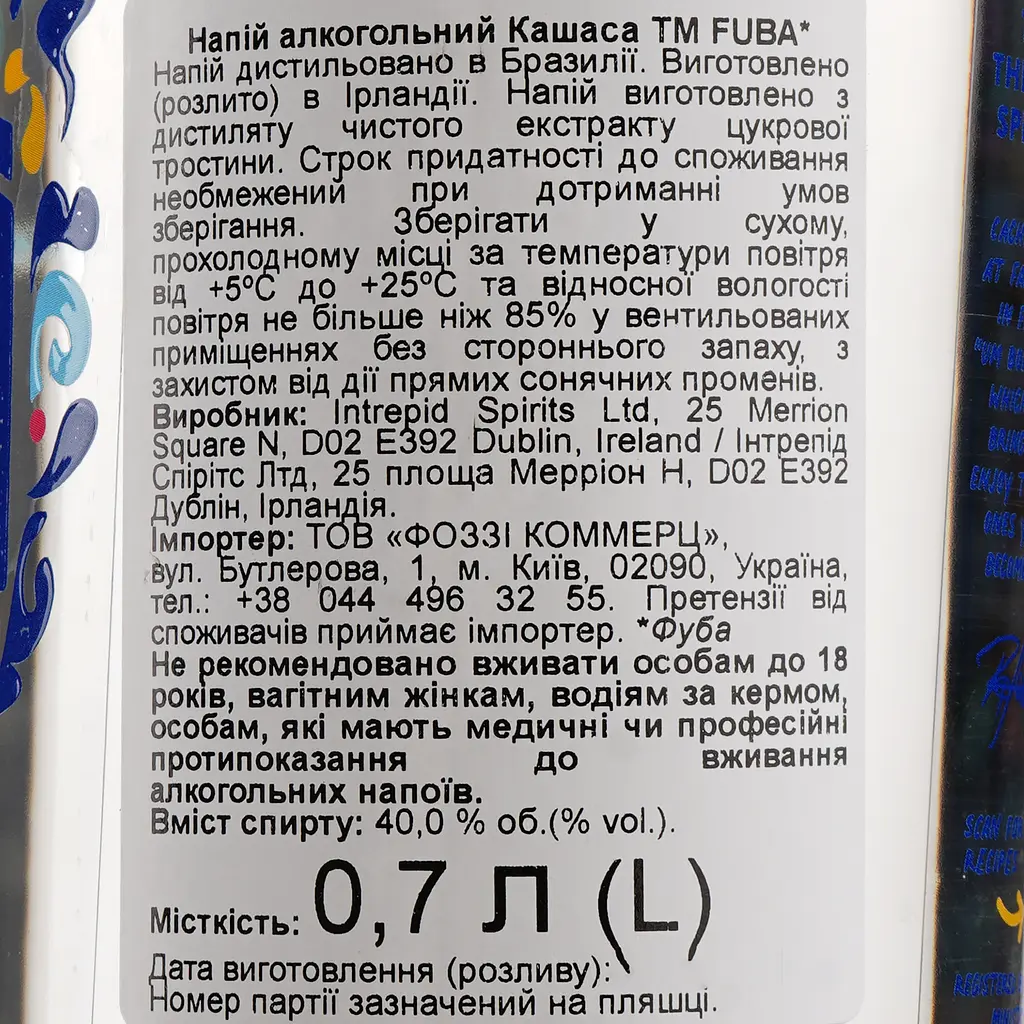 Напій алкогольний Кашаса ТМ FUBA*
Напій дистильовано в Бразилії. Виготовлено
(розлито) в Ірландії. Напій виготовлено з
дистиляту чистого екстракту цукрової
тростини. Строк придатності до споживання
необмежений при дотриманні умов
зберігання. Зберігати у сухому,
прохолодному місці за температури повітря
від +5ºС до +25ºС та відносної вологості
повітря не більше ніж 85% у вентильованих
приміщеннях без стороннього запаху, з
захистом від дії прямих сонячних променів.
Виробник: Intrepid Spirits Ltd, 25 Merrion
Square N, D02 E392 Dublin, Ireland / Інтрепід
Спірітс Лтд, 25 площа Мерріон Н, D02 E392
Дублін, Ірландія.
Імпортер: ТОВ «ФОЗЗІ КОММЕРЦ»,
вул. Бутлерова, 1, м. Київ, 02090, Україна,
тел.: +38 044 496 32 55. Претензії від
споживачів приймає імпортер. *Фуба
Не рекомендовано вживати особам до 18
років, вагітним жінкам, водіям за кермом,
особам, які мають медичні чи професійні
протипоказання до вживання
алкогольних напоїв.
Вміст спирту: 40,0 % об.(% vol.).
Місткість: 0,7 Л (L)
Дата виготовлення (розливу):
Номер партії зазначений на пляшці.
AT
IN
ENJOY
ONES
SCAN